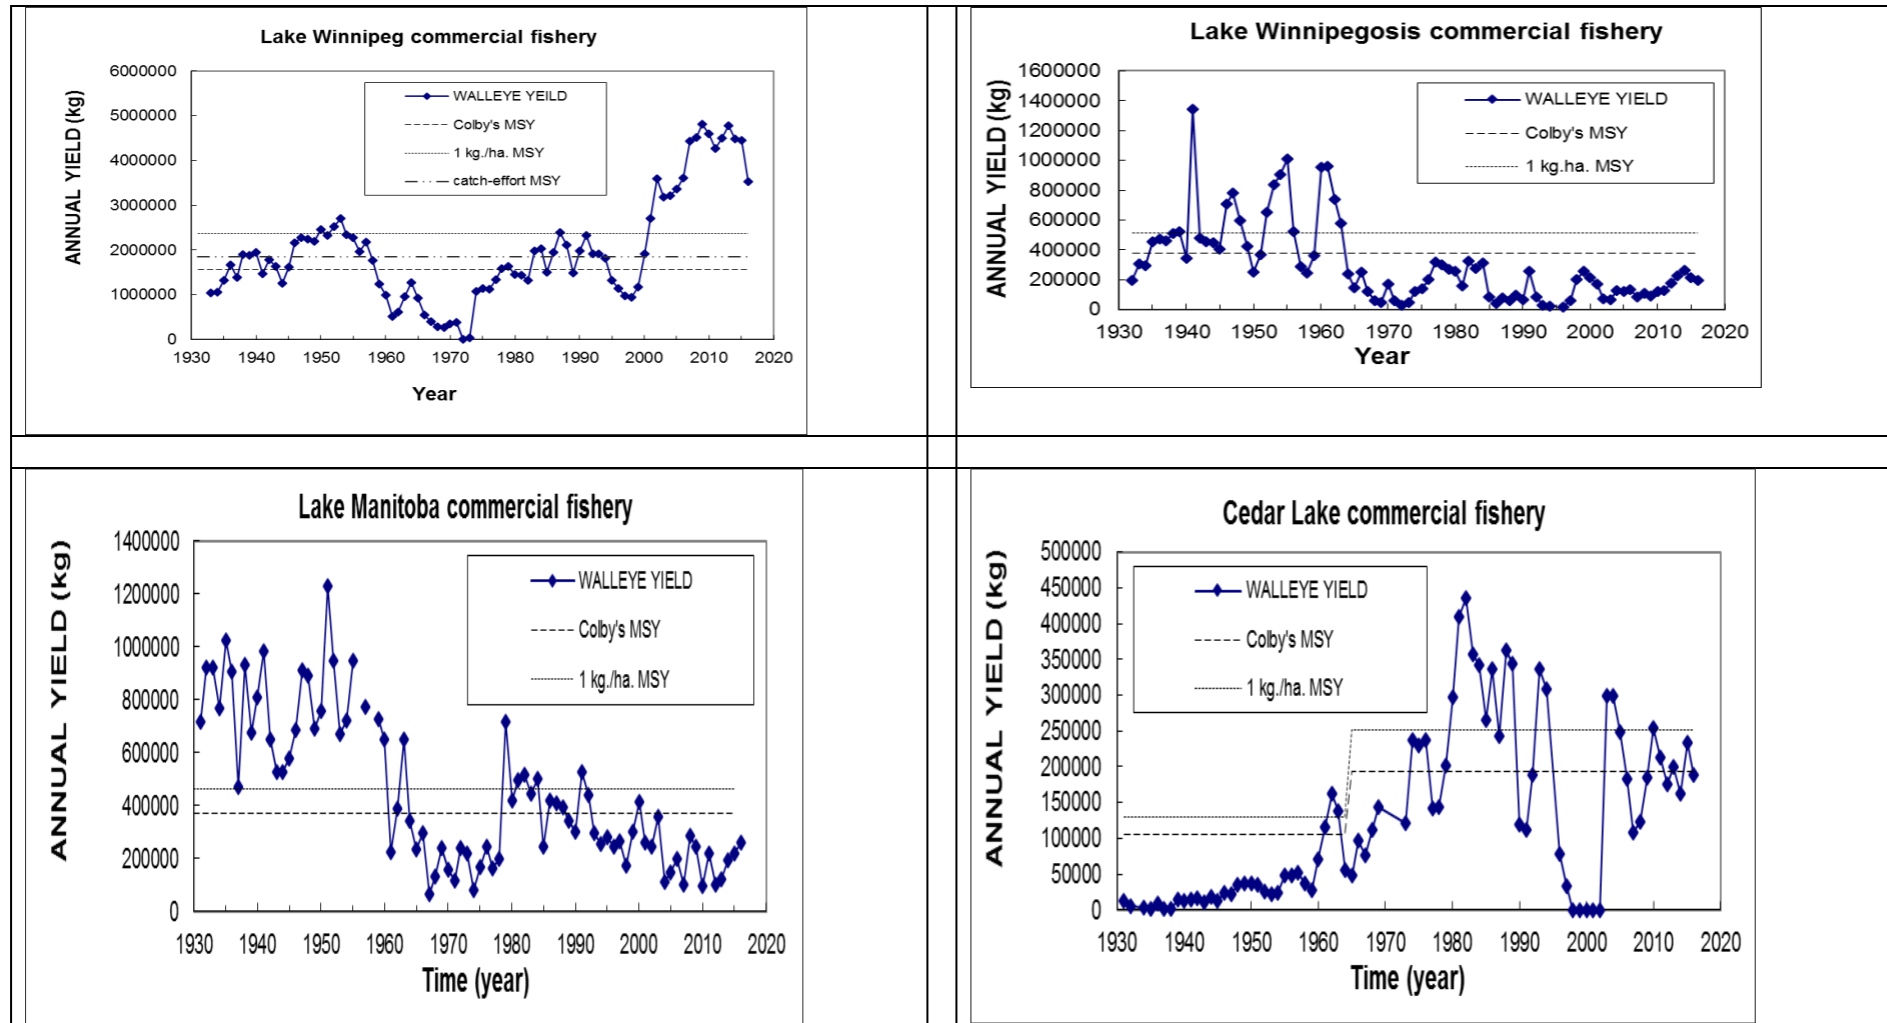 Lake Winnipeg commercial fishery
ANNUAL YIELD (kg)
6000000
5000000
4000000
3000000
2000000
1000000
0
WALLEYE YEILD
Colby's MSY
1 kg./ha. MSY
catch-effort MSY
1930 1940 1950 1960 1970 1980 1990 2000 2010 2020
Year
Lake Winnipegosis commercial fishery
ANNUAL YIELD (kg)
1600000
1400000
1200000
1000000
800000
600000
400000
200000
0
WALLEYE YIELD
Colby's MSY
1 kg.ha. MSY
1930 1940 1950 1960 1970 1980 1990 2000 2010 2020
Year
Lake Manitoba commercial fishery
ANNUAL YIELD (kg)
1400000
1200000
1000000
800000
600000
400000
200000
0
WALLEYE YIELD
Colby's MSY
1 kg./ha. MSY
1930 1940 1950 1960 1970 1980 1990 2000 2010 2020
Time (year)
Cedar Lake commercial fishery
ANNUAL YIELD (kg)
500000
450000
400000
350000
300000
250000
200000
150000
100000
50000
0
WALLEYE YIELD
Colby's MSY
1 kg./ha. MSY
1930 1940 1950 1960 1970 1980 1990 2000 2010 2020
Time (year)